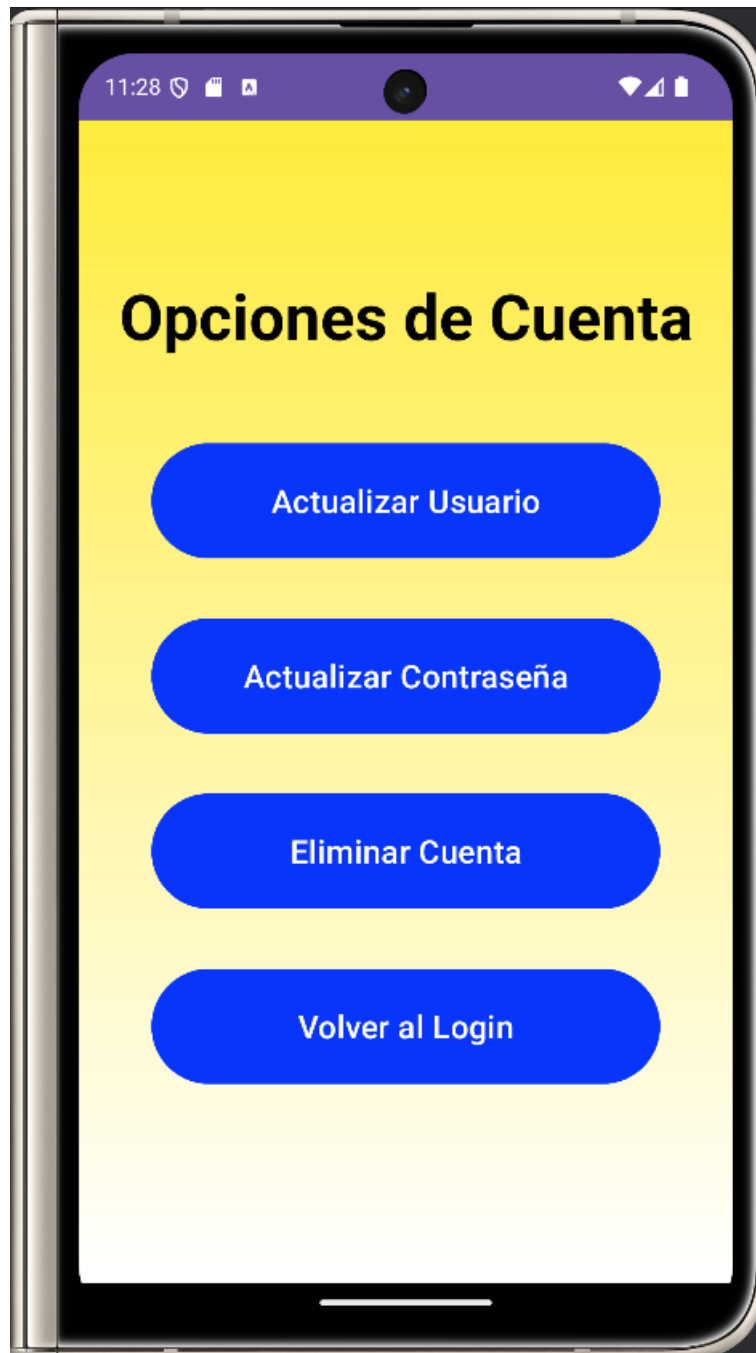 11:28
Opciones de Cuenta
Actualizar Usuario
Actualizar Contraseña
Eliminar Cuenta
Volver al Login